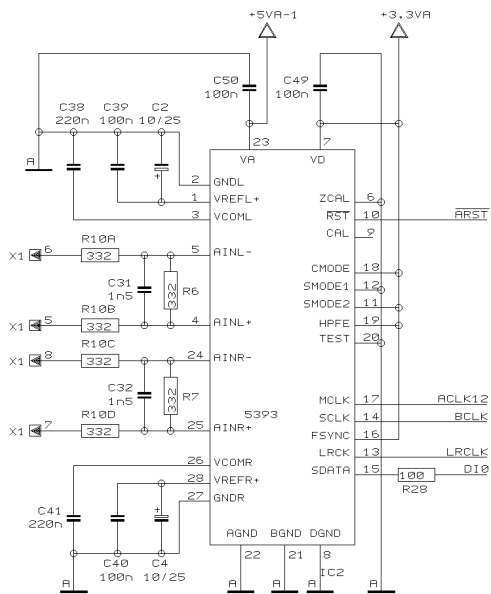 +5VA-1 +3.3VA
C50 100n C49 100n
C38 220n C39 100n C2 10/25
23 7
VA VD
A
+
2 GNDL
1 VREFL+
3 VCOML
ZCAL 6
RST 10 ARST
CAL 9
X1 6 R10A 332 5 AINL-
C31 1n5 332 R6
X1 5 R10B 332 4 AINL+
CMODE 18
SMODE1 12
SMODE2 11
HPFE 19
TEST 20
X1 8 R10C 332 24 AINR-
C32 1n5 332 R7
X1 7 R10D 332 25 AINR+
5393
MCLK 17 ACLK12
SCLK 14 BCLK
FSYNC 16
LRCK 13 LRCLK
SDATA 15 100 DI0
R28
26 VCOMR
28 VREFR+
27 GNDR
C41 220n
+
C40 100n C4 10/25
AGND BGND DGND
22 21 8
IC2
A A A A A